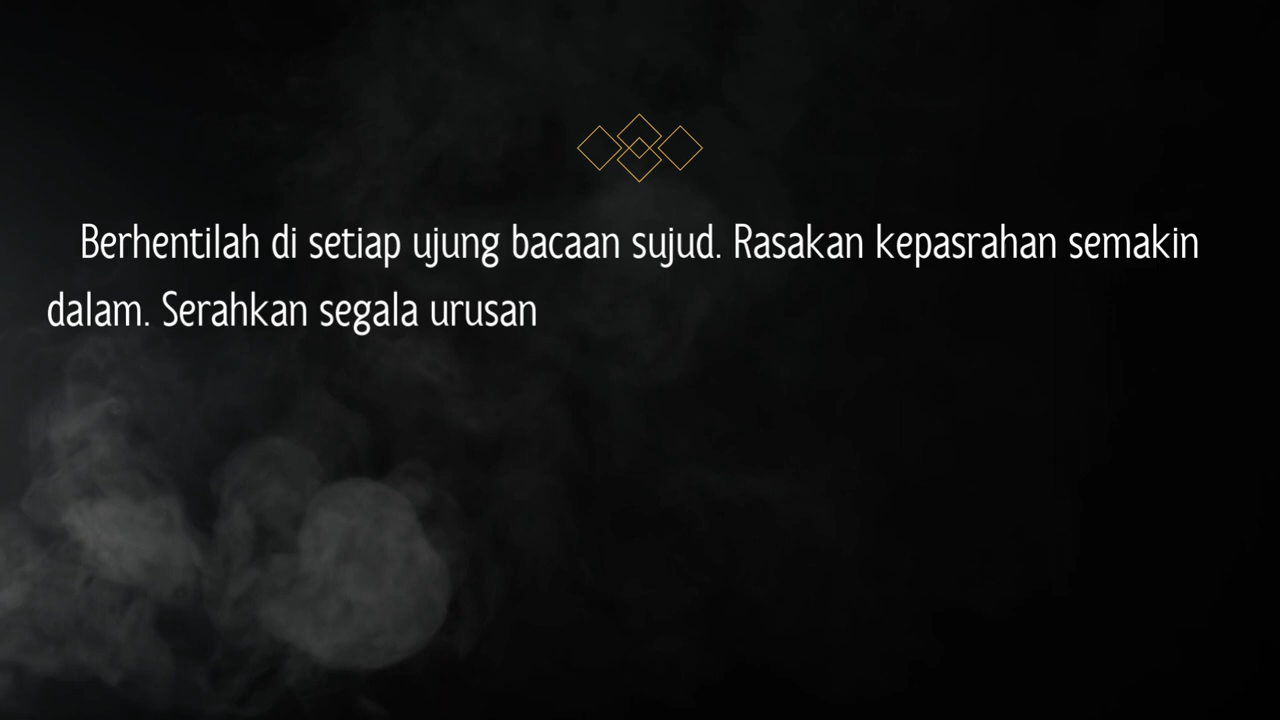 Berhentilah di setiap ujung bacaan sujud. Rasakan kepasrahan semakin
dalam. Serahkan segala urusan